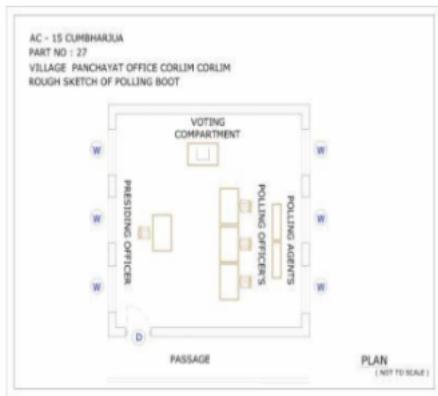 AC - 15 CUMBHARJUA
PART NO : 27
VILLAGE PANCHAYAT OFFICE CORLIM CORLIM
ROUGH SKETCH OF POLLING BOOT
VOTING
COMPARTMENT
W
W
PRESIDING OFFICER
POLLING OFFICER'S
POLLING AGENTS
W
W
W
W
D
PASSAGE
PLAN
( NOT TO SCALE )